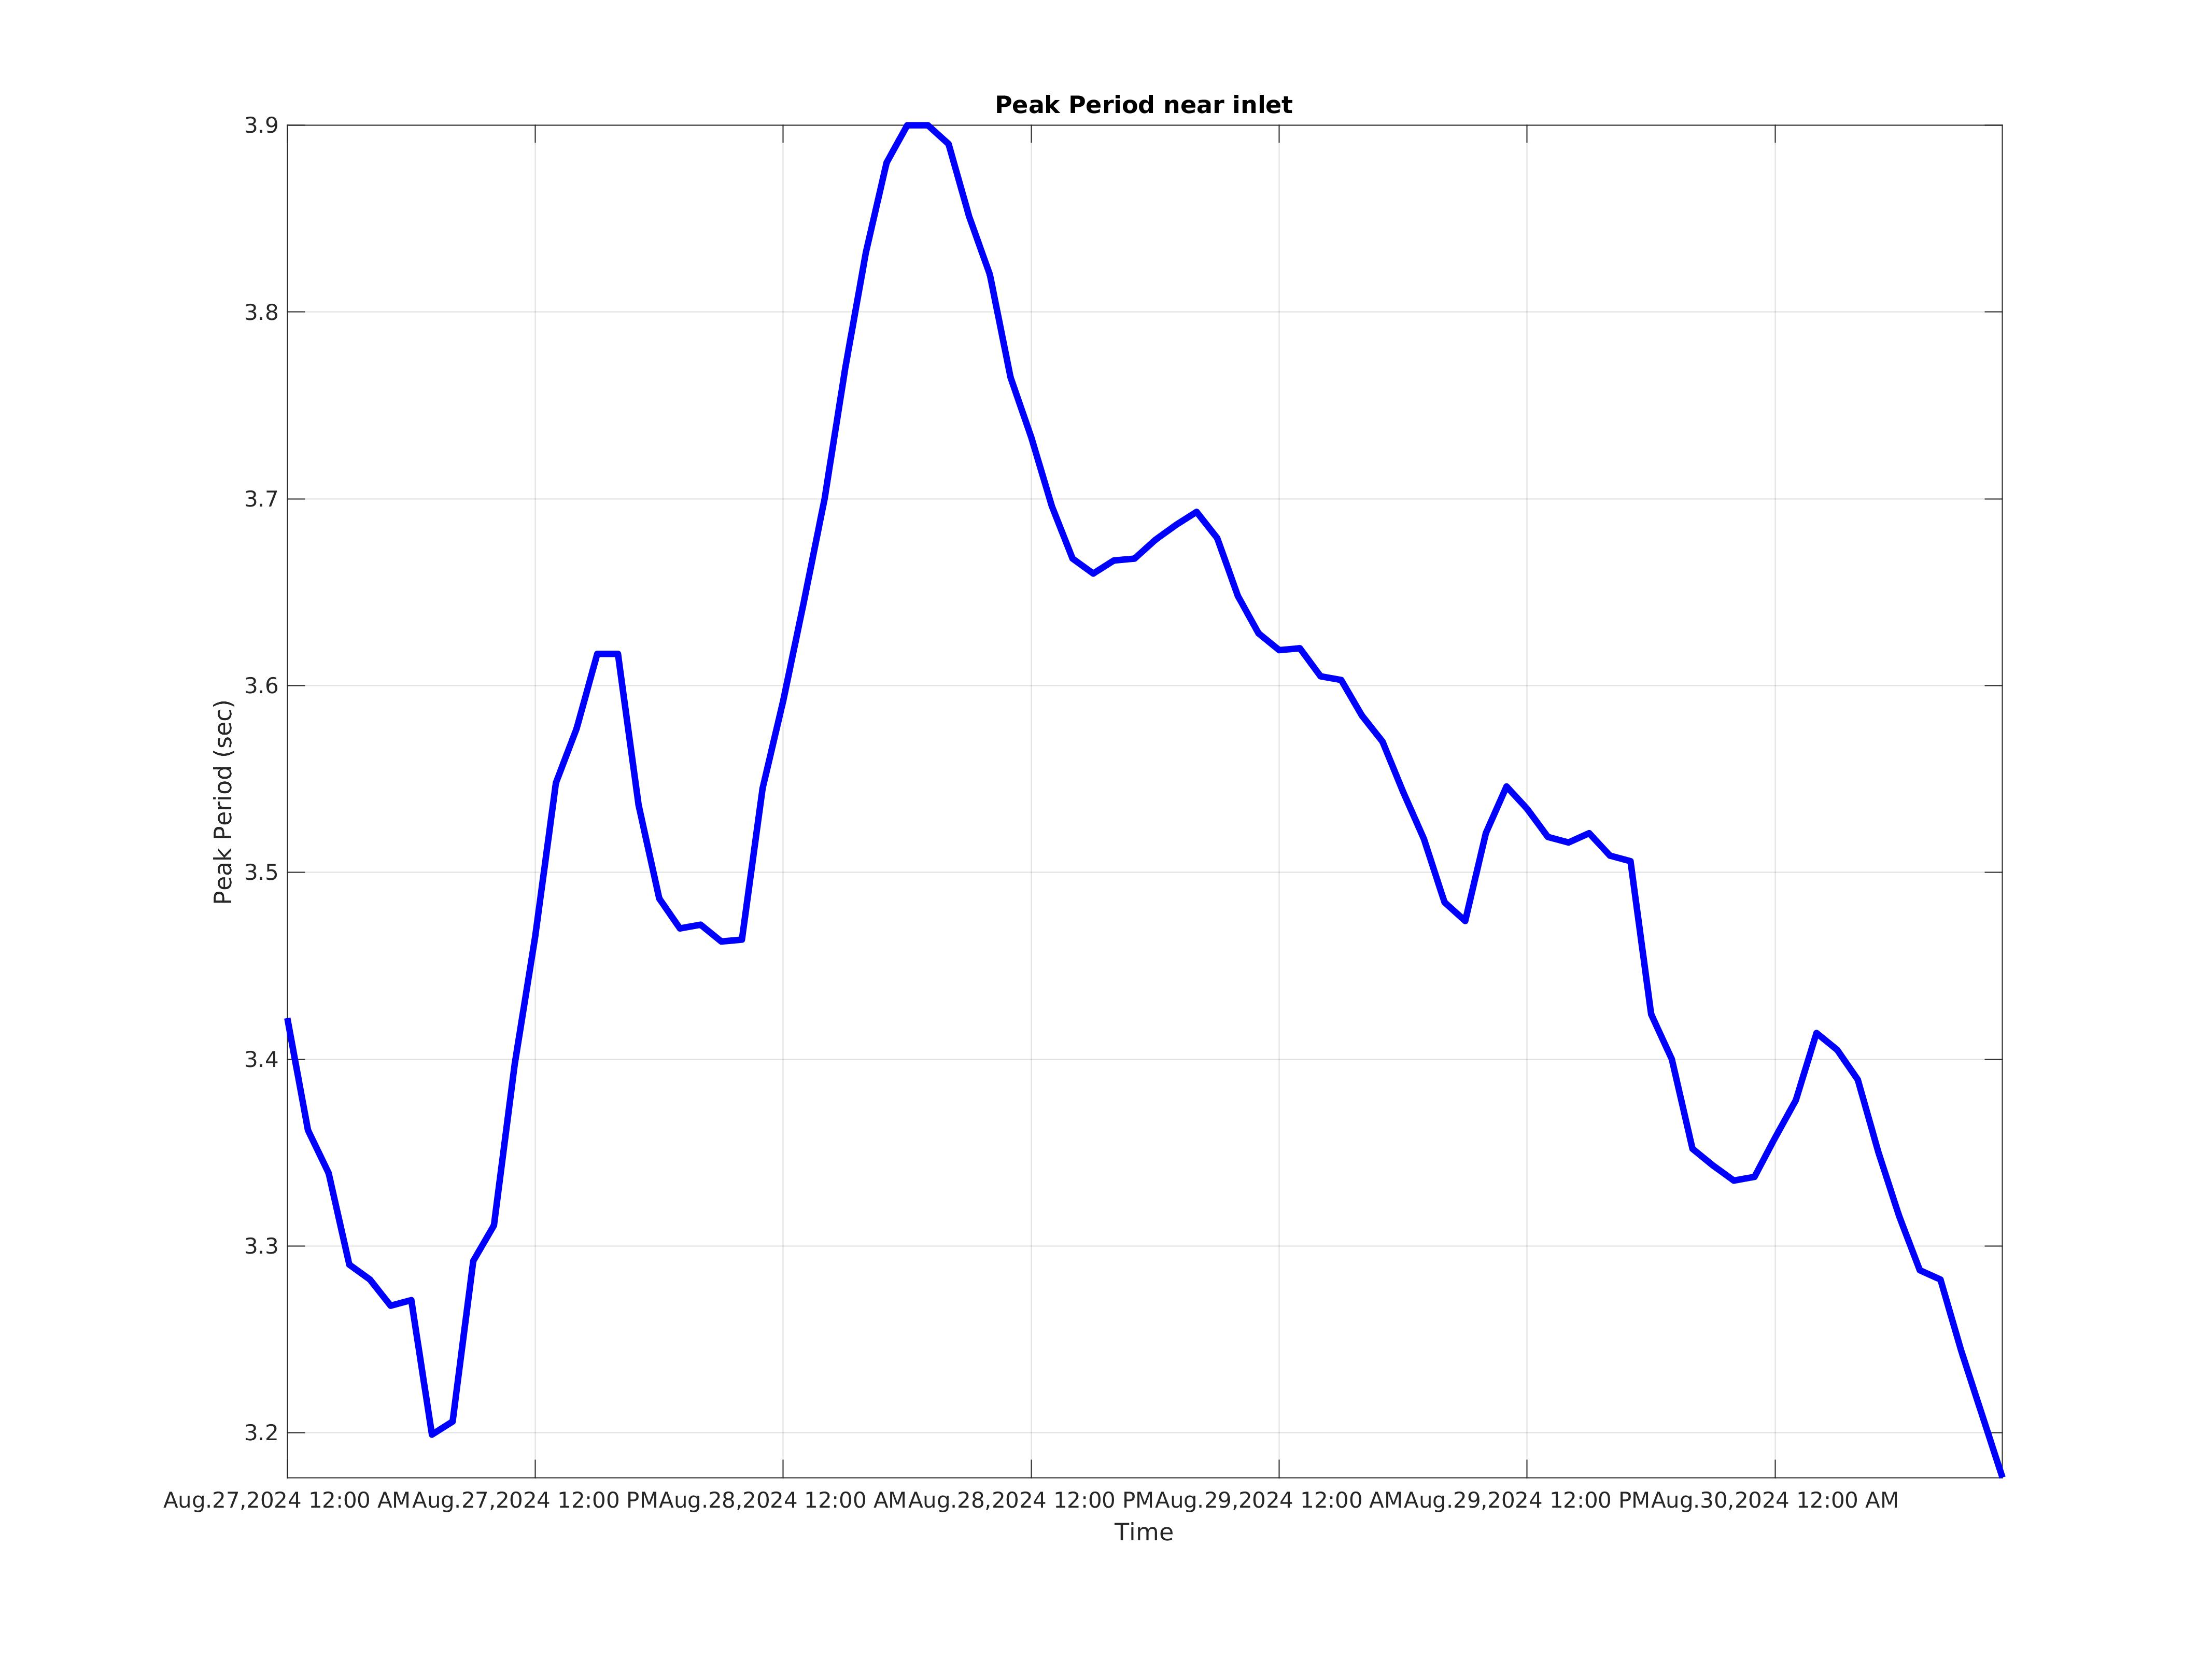 Peak Period near inlet
3.9
3.8
3.7
3.6
3.5
3.4
3.3
3.2
Peak Period (sec)
Aug.27,2024 12:00 AM Aug.27,2024 12:00 PM Aug.28,2024 12:00 AM Aug.28,2024 12:00 PM Aug.29,2024 12:00 AM Aug.29,2024 12:00 PM Aug.30,2024 12:00 AM
Time